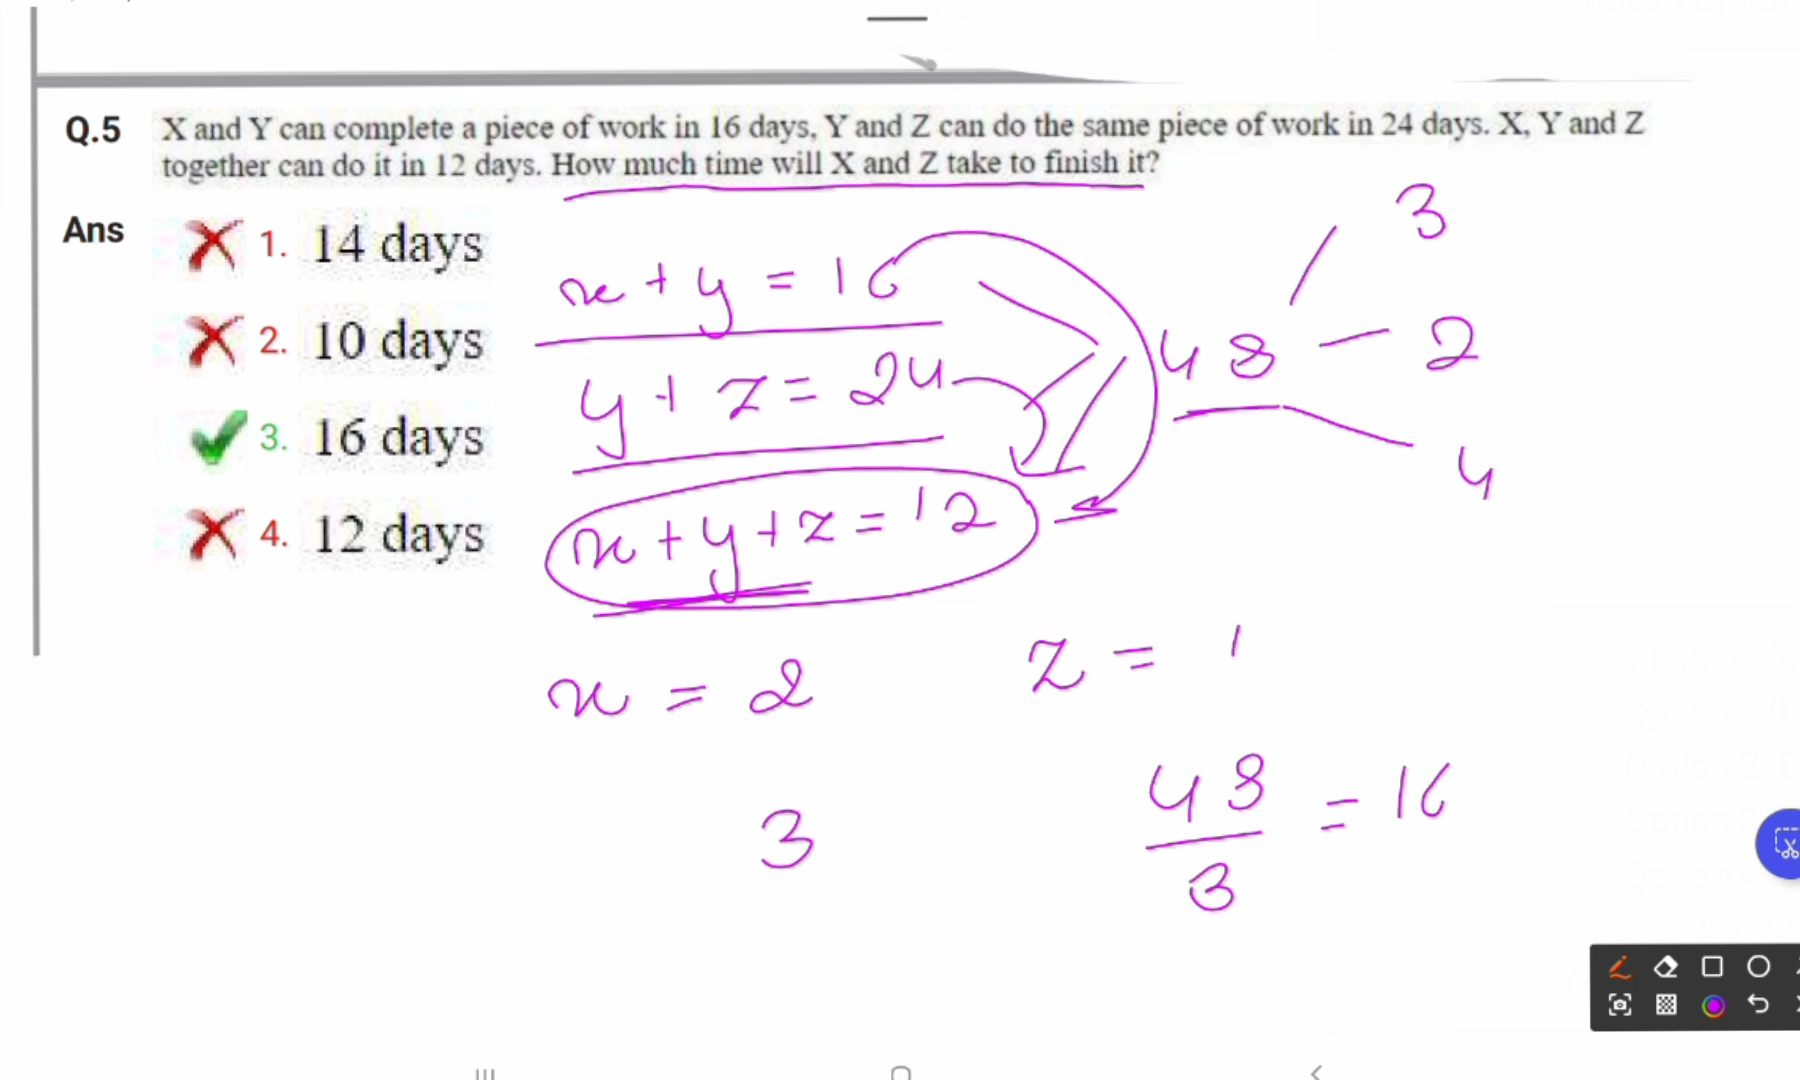 Q.5 X and Y can complete a piece of work in 16 days, Y and Z can do the same piece of work in 24 days. X, Y and Z
together can do it in 12 days. How much time will X and Z take to finish it?
Ans
1. 14 days
2. 10 days
3. 16 days
4. 12 days
x + y = 16
y + z = 24
x + y + z = 12
48
3
2
4
x = 2
z = 1
3
48/3 = 16